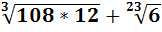 ∛(108 * 12) + ²³√6